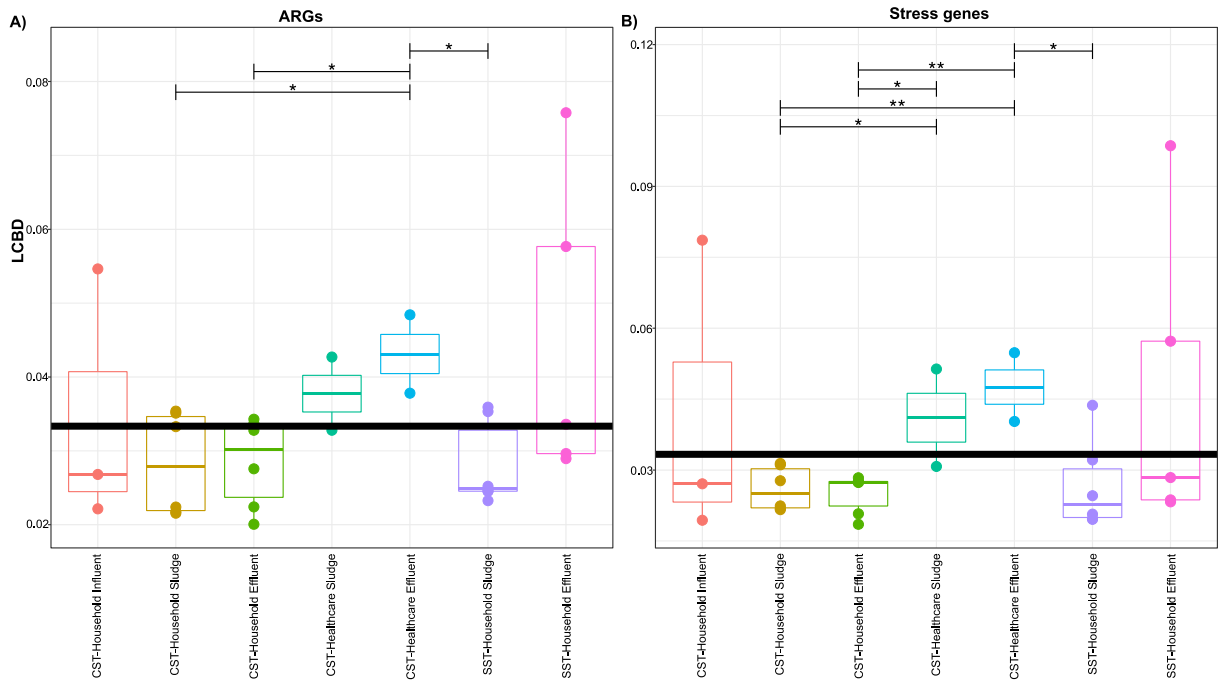 A)
ARGs
LCBD
0.08
0.06
0.04
0.02
*
*
*
CST-Household Influent
CST-Household Sludge
CST-Household Effluent
CST-Healthcare Sludge
CST-Healthcare Effluent
SST-Household Sludge
SST-Household Effluent
B)
Stress genes
0.12
0.09
0.06
0.03
*
**
*
**
*
CST-Household Influent
CST-Household Sludge
CST-Household Effluent
CST-Healthcare Sludge
CST-Healthcare Effluent
SST-Household Sludge
SST-Household Effluent